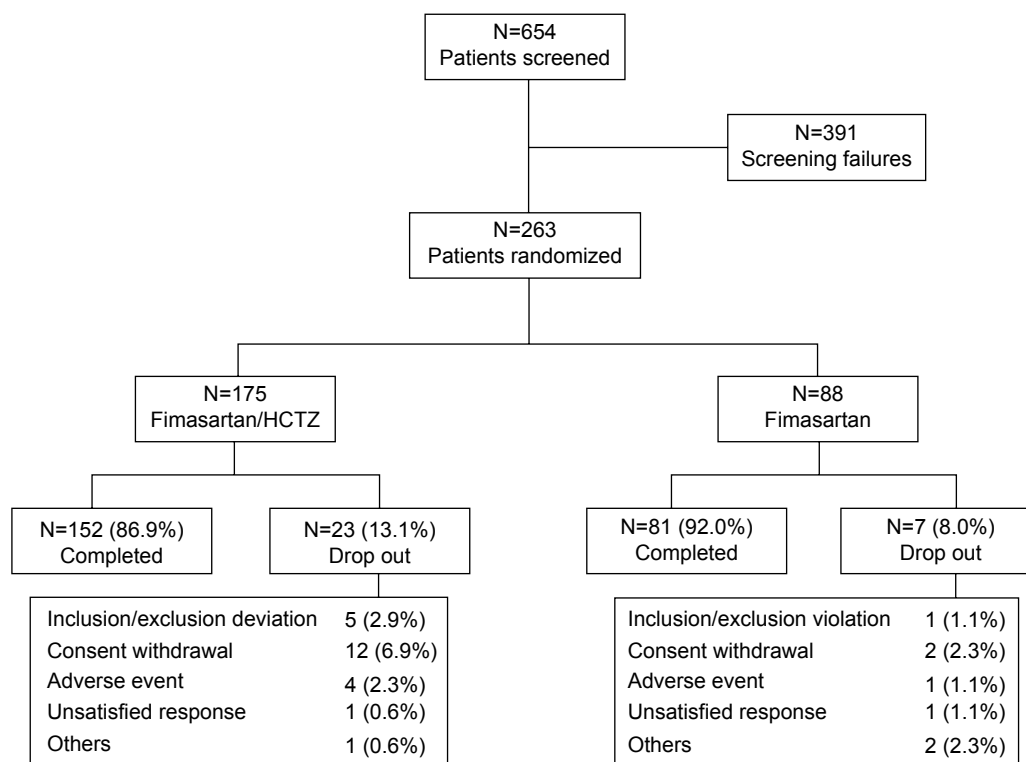 N=654
Patients screened
N=391
Screening failures
N=263
Patients randomized
N=175
Fimasartan/HCTZ
N=88
Fimasartan
N=152 (86.9%)
Completed
N=23 (13.1%)
Drop out
N=81 (92.0%)
Completed
N=7 (8.0%)
Drop out
Inclusion/exclusion deviation 5 (2.9%)
Consent withdrawal 12 (6.9%)
Adverse event 4 (2.3%)
Unsatisfied response 1 (0.6%)
Others 1 (0.6%)
Inclusion/exclusion violation 1 (1.1%)
Consent withdrawal 2 (2.3%)
Adverse event 1 (1.1%)
Unsatisfied response 1 (1.1%)
Others 2 (2.3%)